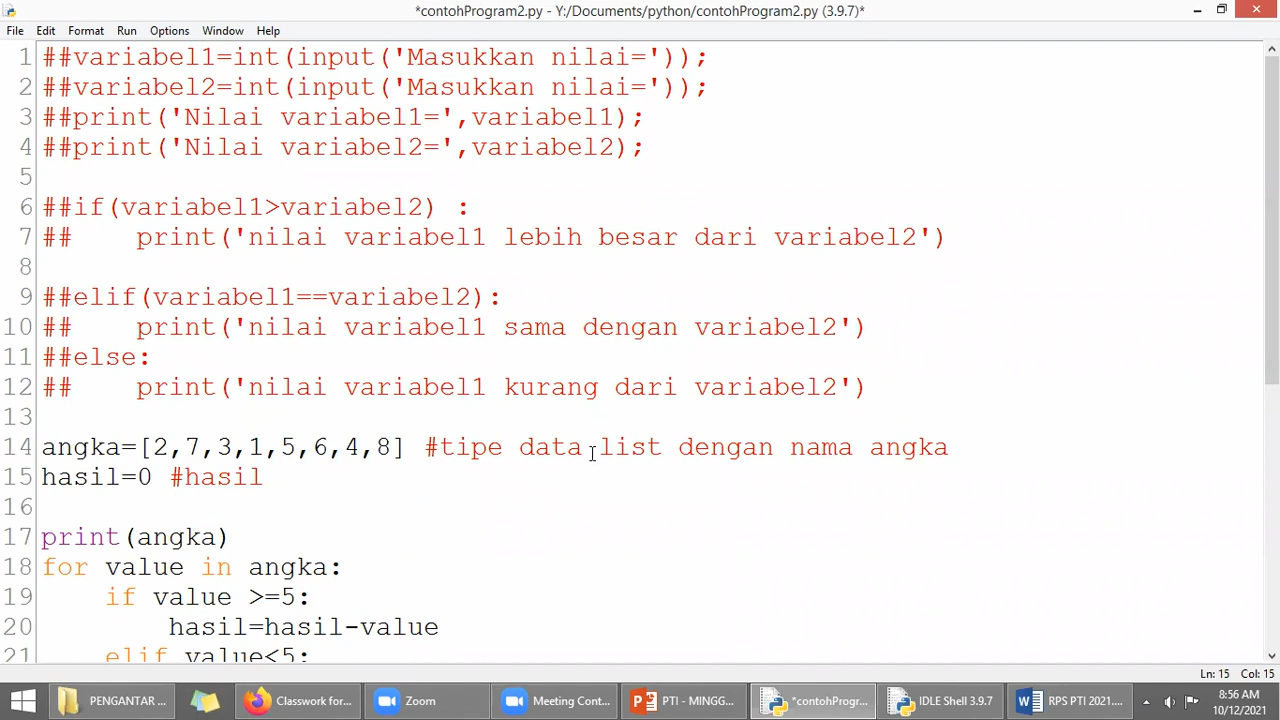 *contohProgram2.py - Y:/Documents/python/contohProgram2.py (3.9.7)*
File Edit Format Run Options Window Help
1 ##variabel1=int(input('Masukkan nilai='));
2 ##variabel2=int(input('Masukkan nilai='));
3 ##print('Nilai variabel1=',variabel1);
4 ##print('Nilai variabel2=',variabel2);
5
6 ##if(variabel1>variabel2) :
7 ##    print('nilai variabel1 lebih besar dari variabel2')
8
9 ##elif(variabel1==variabel2):
10 ##    print('nilai variabel1 sama dengan variabel2')
11 ##else:
12 ##    print('nilai variabel1 kurang dari variabel2')
13
14 angka=[2,7,3,1,5,6,4,8] #tipe data list dengan nama angka
15 hasil=0 #hasil
16
17 print(angka)
18 for value in angka:
19     if value >=5:
20         hasil=hasil-value
21     elif value<5:
Ln: 15 Col: 15
PENGANTAR ... Classwork for... Zoom Meeting Cont... PTI - MINGG... *contohProgr... IDLE Shell 3.9.7 RPS PTI 2021... 8:56 AM
10/12/2021